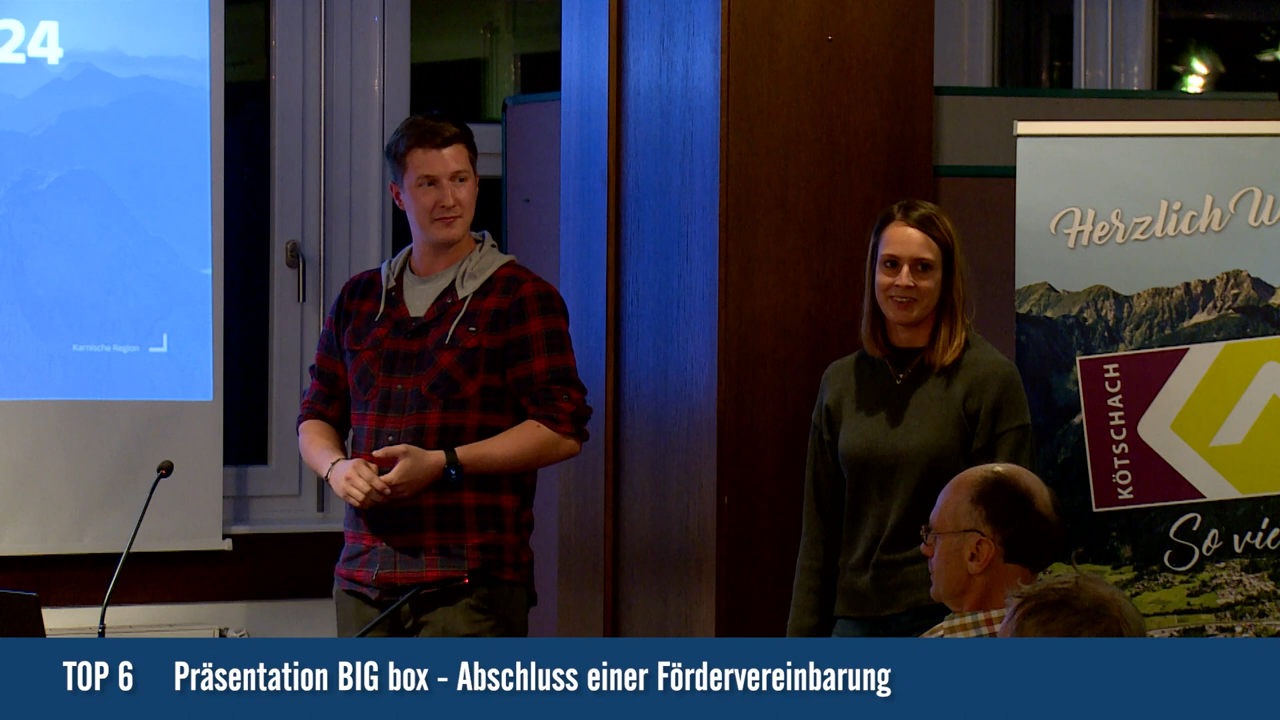 24
Karnische Region
Herzlich W
KÖTSCHACH
So vie
TOP 6 Präsentation BIG box - Abschluss einer Fördervereinbarung